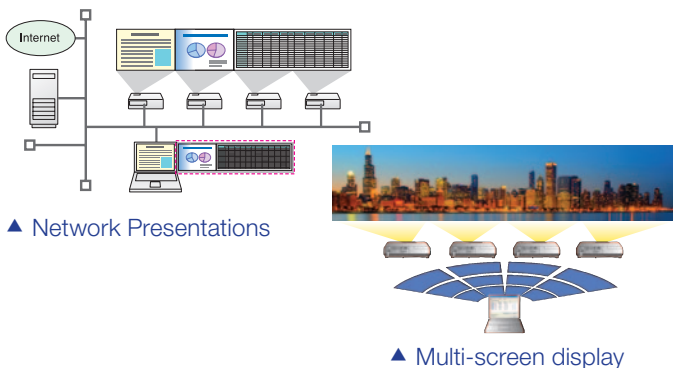 Internet
▲ Network Presentations
▲ Multi-screen display